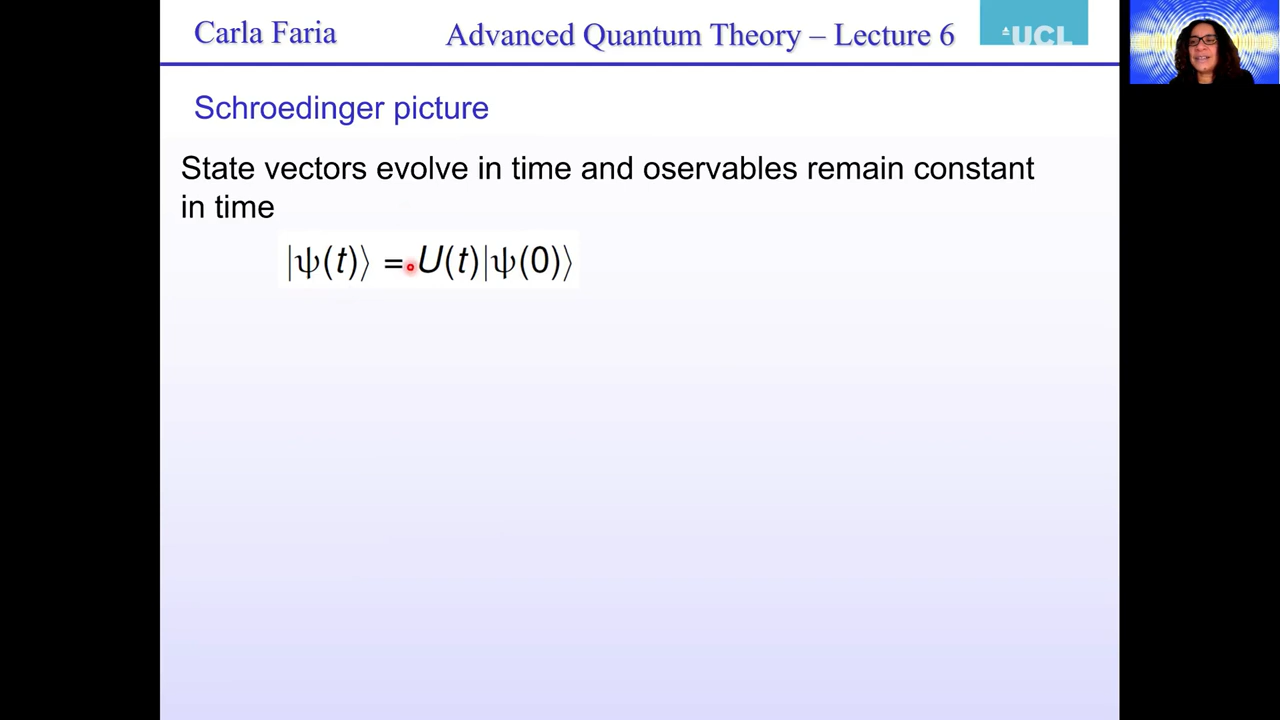 Carla Faria
Advanced Quantum Theory – Lecture 6
UCL
Schroedinger picture
State vectors evolve in time and oservables remain constant
in time
|ψ(t)⟩ = U(t)|ψ(0)⟩